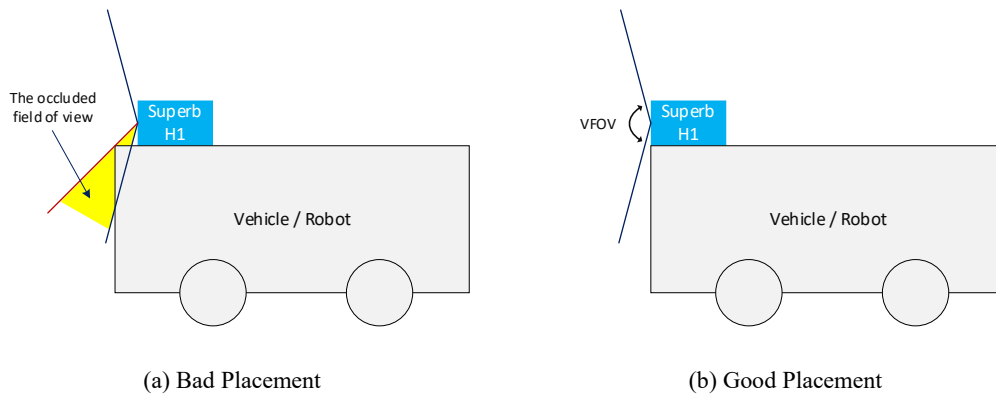 The occluded
field of view
Superb
H1
Vehicle / Robot
(a) Bad Placement
VFOV
Superb
H1
Vehicle / Robot
(b) Good Placement